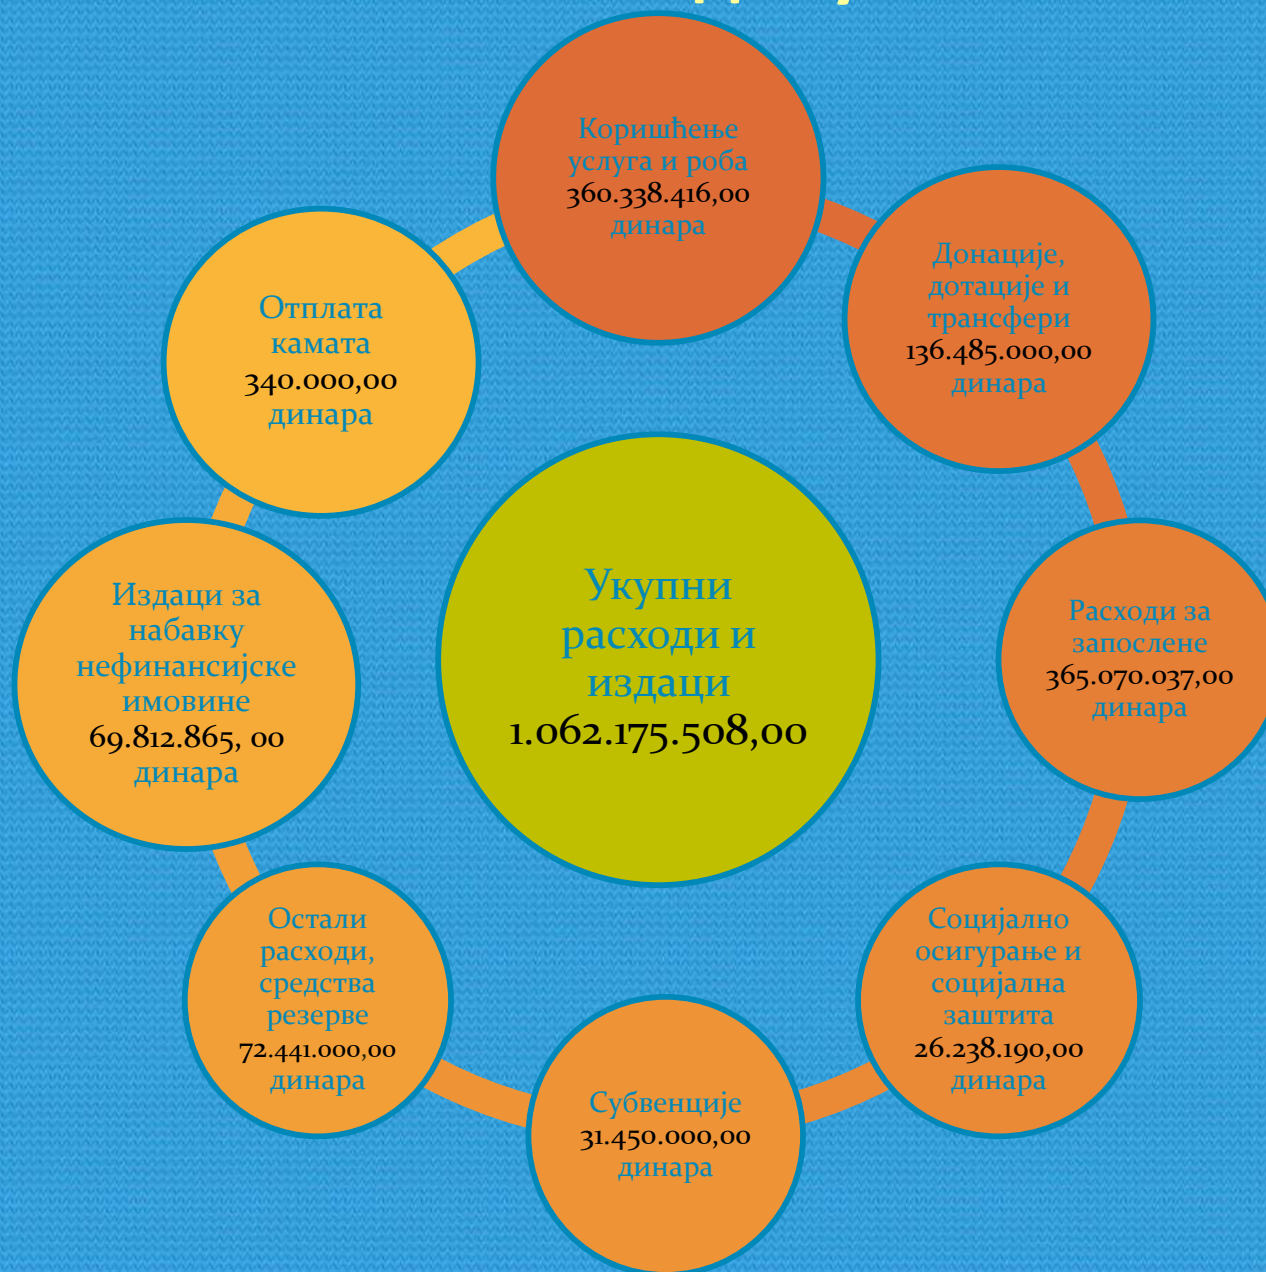 Коришћење
услуга и роба
360.338.416,00
динара
Донације,
дотације и
трансфери
136.485.000,00
динара
Расходи за
запослене
365.070.037,00
динара
Социјално
осигурање и
социјална
заштита
26.238.190,00
динара
Субвенције
31.450.000,00
динара
Остали
расходи,
средства
резерве
72.441.000,00
динара
Издаци за
набавку
нефинансијске
имовине
69.812.865, 00
динара
Отплата
камата
340.000,00
динара
Укупни
расходи и
издаци
1.062.175.508,00